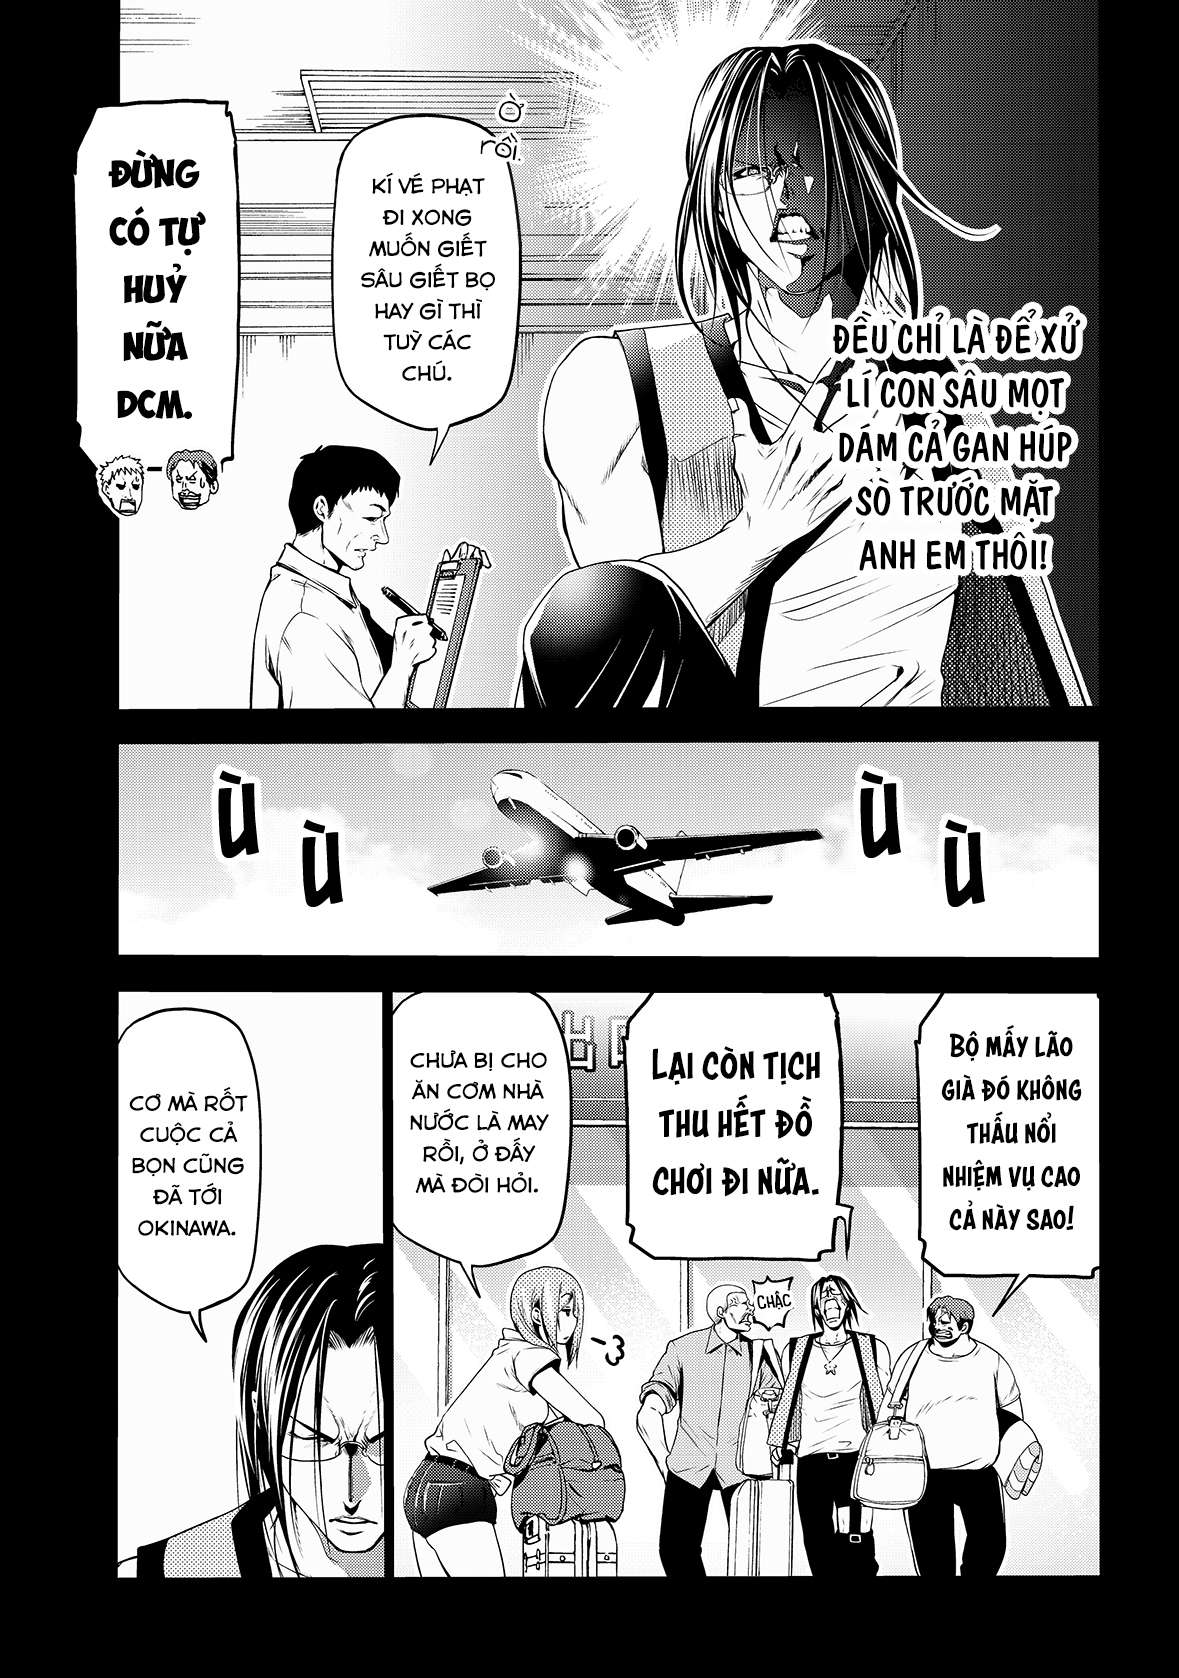 ĐỀU CHỈ LÀ ĐỂ XỬ
LÍ CON SÂU MỌT
DÁM CẢ GAN HÚP
SÒ TRƯỚC MẶT
ANH EM THÔI!
Ờ
RỒI.
KÍ VÉ PHẠT
ĐI XONG
MUỐN GIẾT
SÂU GIẾT BỌ
HAY GÌ THÌ
TUỲ CÁC
CHÚ.
ĐỪNG
CÓ TỰ
HUỶ
NỮA
DCM.
Ù
Ù
Ù
Ù
BỘ MẤY LÃO
GIÀ ĐÓ KHÔNG
THẤU NỔI
NHIỆM VỤ CAO
CẢ NÀY SAO!
LẠI CÒN TỊCH
THU HẾT ĐỒ
CHƠI ĐI NỮA.
CHẬC
出口
CHƯA BỊ CHO
ĂN CƠM NHÀ
NƯỚC LÀ MAY
RỒI, Ở ĐẤY
MÀ ĐÒI HỎI.
CƠ MÀ RỐT
CUỘC CẢ
BỌN CŨNG
ĐÃ TỚI
OKINAWA.